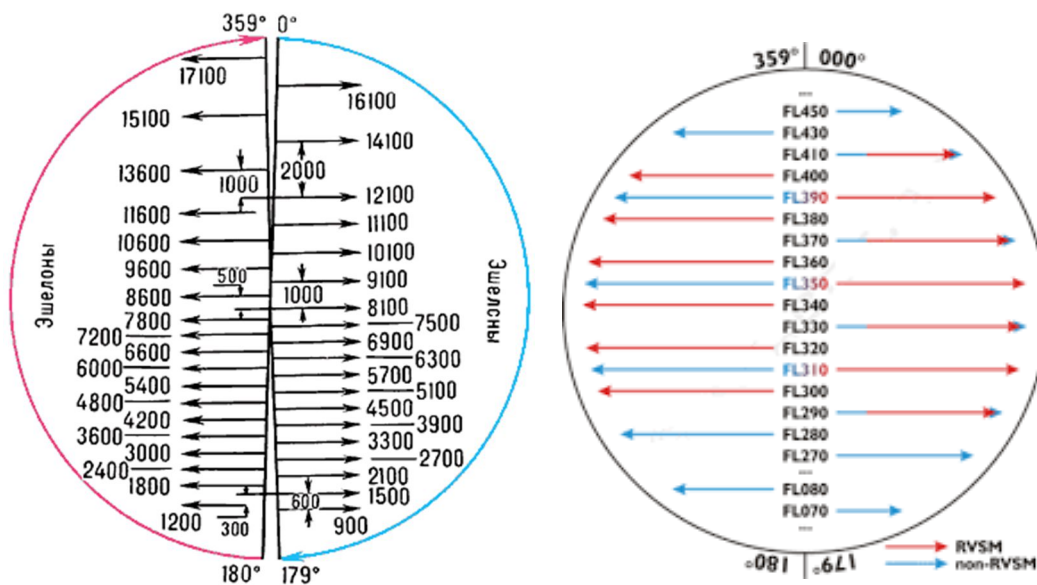 359° 0°
17100
16100
15100
14100
13600
1000
2000
12100
11600
11100
10600
10100
9600
9100
500
1000
8600
8100
7800
7500
7200
6900
6600
6300
6000
5700
5400
5100
4800
4500
4200
3900
3600
3300
3000
2700
2400
2100
1800
1500
600
1200
300
900
180° 179°
Эшелоны
Эшелоны
359° 000°
...
FL450
FL430
FL410
FL400
FL390
FL380
FL370
FL360
FL350
FL340
FL330
FL320
FL310
FL300
FL290
FL280
FL270
...
FL080
FL070
...
180° 179°
RVSM
non-RVSM